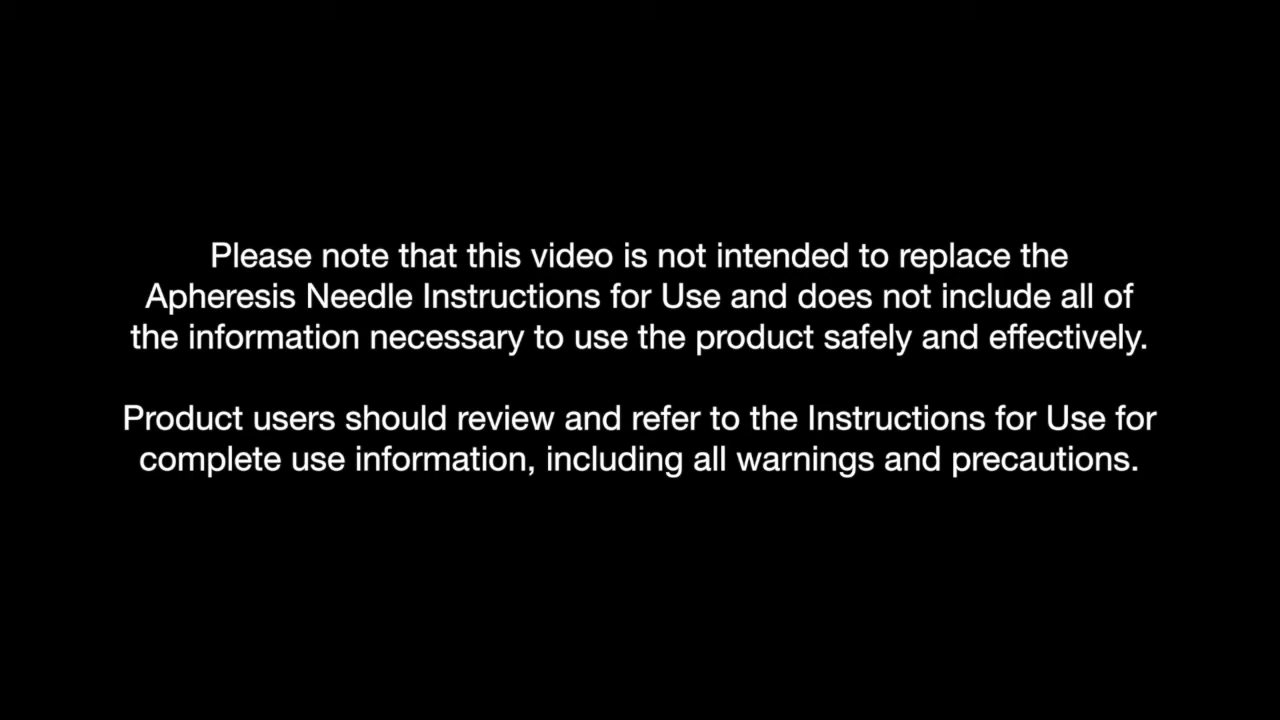 Please note that this video is not intended to replace the
Apheresis Needle Instructions for Use and does not include all of
the information necessary to use the product safely and effectively.
Product users should review and refer to the Instructions for Use for
complete use information, including all warnings and precautions.